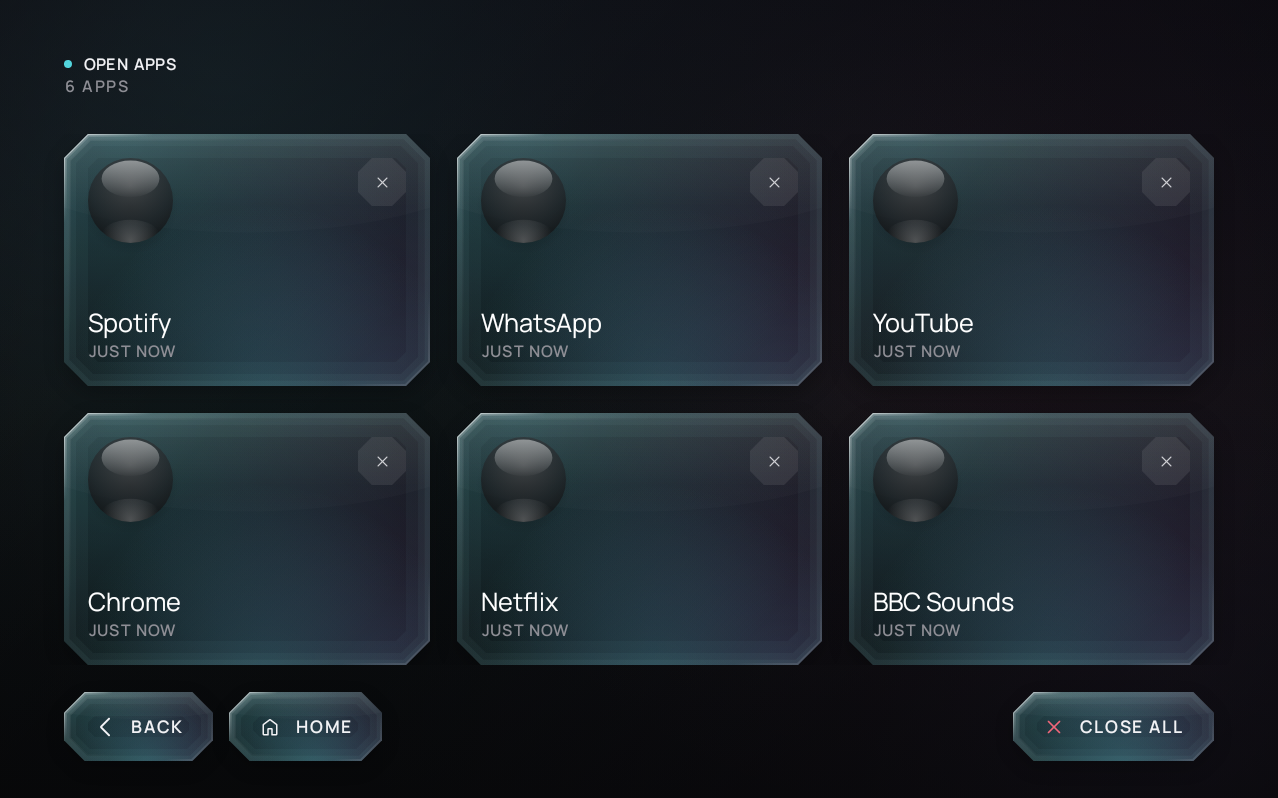 OPEN APPS
6 APPS
Spotify
JUST NOW
WhatsApp
JUST NOW
YouTube
JUST NOW
Chrome
JUST NOW
Netflix
JUST NOW
BBC Sounds
JUST NOW
BACK
HOME
CLOSE ALL